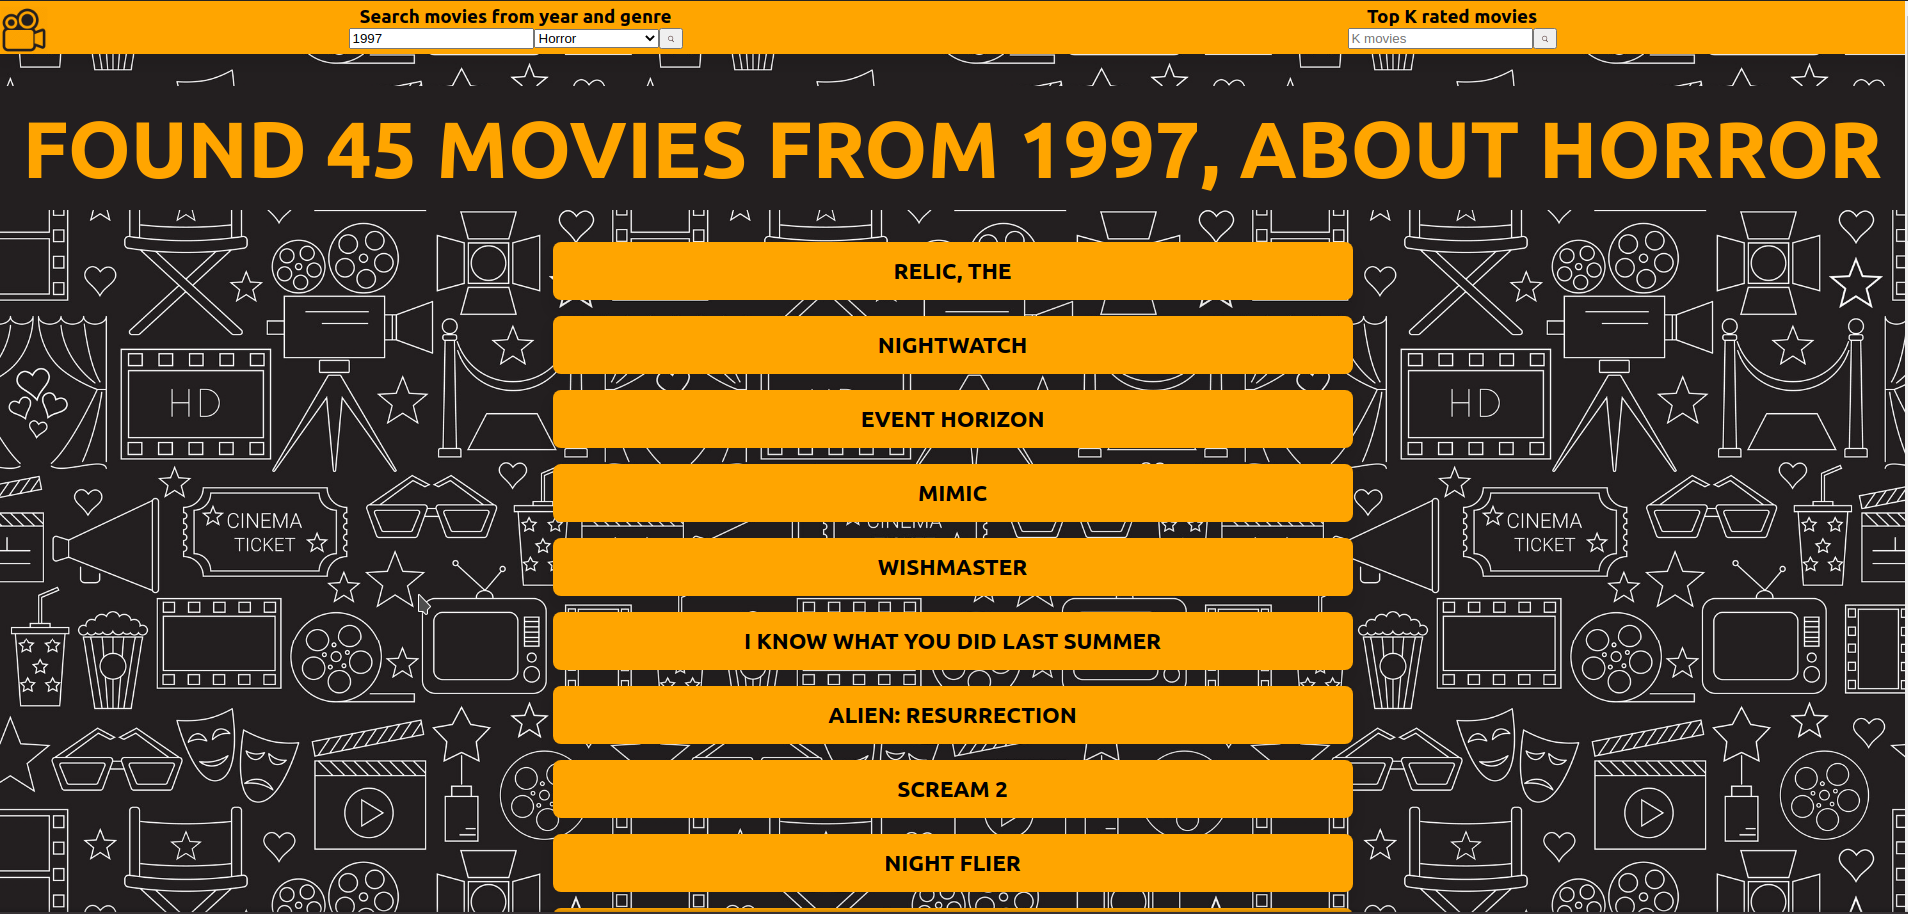 Search movies from year and genre
Top K rated movies
1997
Horror
K movies
FOUND 45 MOVIES FROM 1997, ABOUT HORROR
RELIC, THE
NIGHTWATCH
EVENT HORIZON
MIMIC
WISHMASTER
I KNOW WHAT YOU DID LAST SUMMER
ALIEN: RESURRECTION
SCREAM 2
NIGHT FLIER
HD
HD
HD
CINEMA
TICKET
CINEMA
CINEMA
TICKET